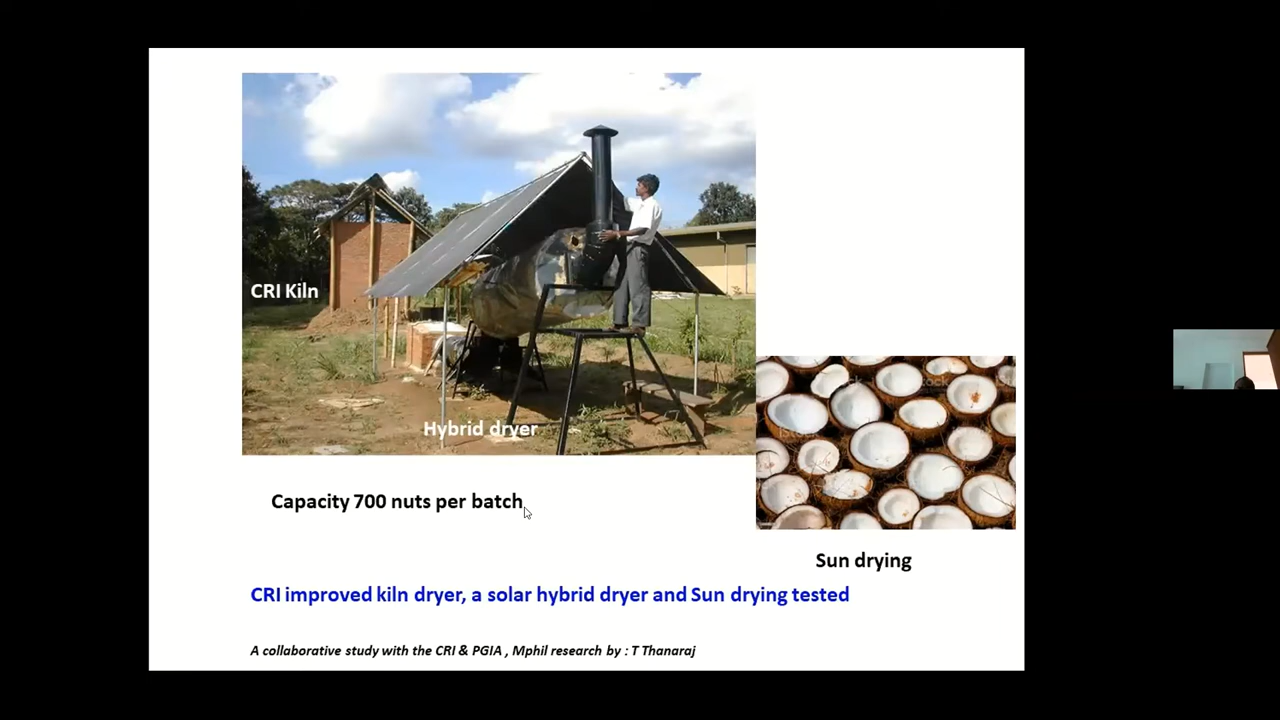 CRI Kiln
Hybrid dryer
Capacity 700 nuts per batch
Sun drying
CRI improved kiln dryer, a solar hybrid dryer and Sun drying tested
A collaborative study with the CRI & PGIA , Mphil research by : T Thanaraj